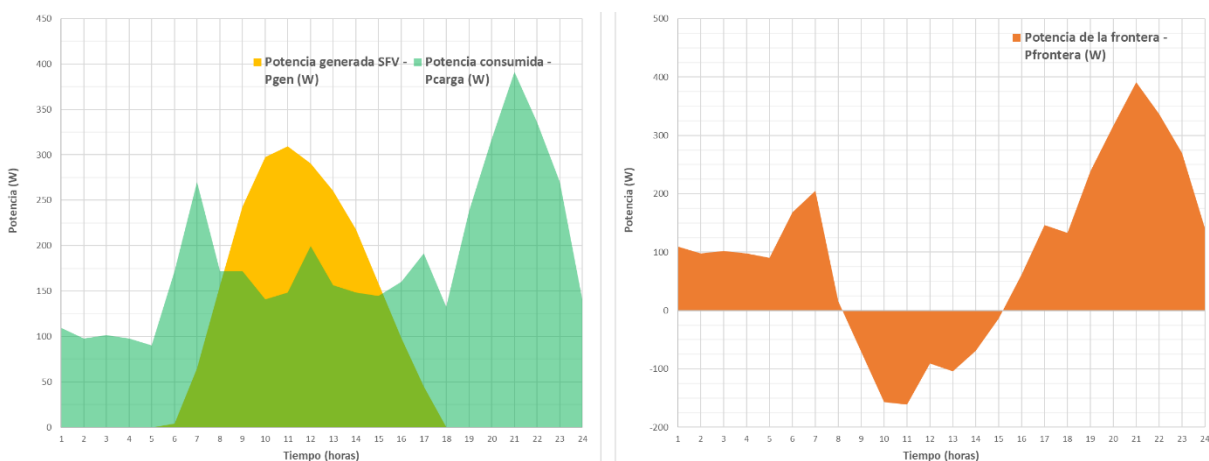 450
400
350
300
250
200
150
100
50
0
Potencia (W)
Potencia generada SFV - Pgen (W)
Potencia consumida - Pcarga (W)
1 2 3 4 5 6 7 8 9 10 11 12 13 14 15 16 17 18 19 20 21 22 23 24
Tiempo (horas)
500
400
300
200
100
0
-100
-200
Potencia (W)
Potencia de la frontera -
Pfrontera (W)
1 2 3 4 5 6 7 8 9 10 11 12 13 14 15 16 17 18 19 20 21 22 23 24
Tiempo (horas)